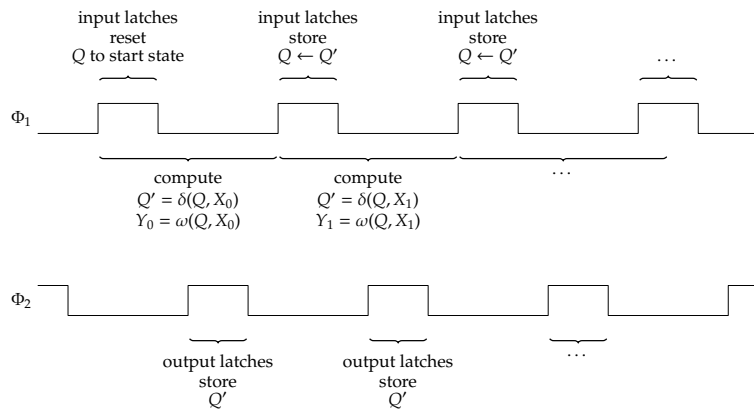 input latches
reset
Q to start state
input latches
store
Q ← Q′
input latches
store
Q ← Q′
...
Φ1
compute
Q′ = δ(Q, X0)
Y0 = ω(Q, X0)
compute
Q′ = δ(Q, X1)
Y1 = ω(Q, X1)
...
Φ2
output latches
store
Q′
output latches
store
Q′
...